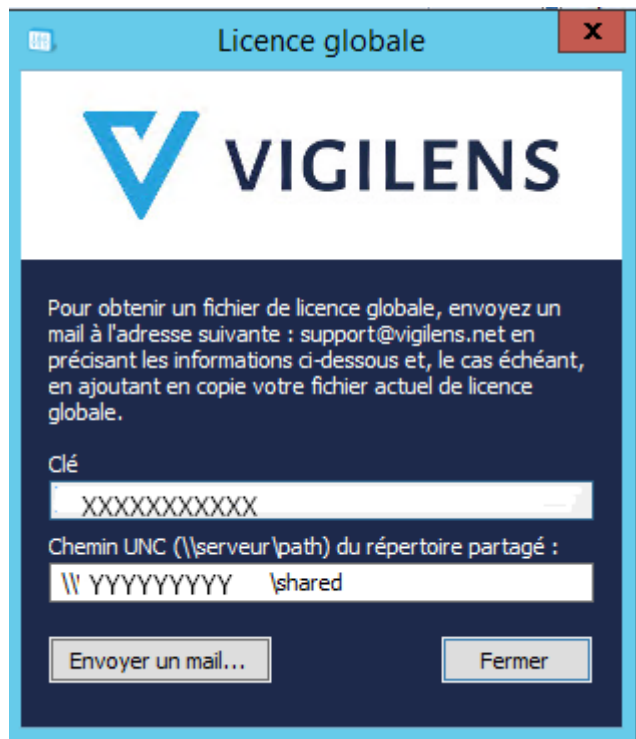 Licence globale
x
VIGILENS
Pour obtenir un fichier de licence globale, envoyez un
mail à l'adresse suivante : support@vigilens.net en
précisant les informations ci-dessous et, le cas échéant,
en ajoutant en copie votre fichier actuel de licence
globale.
Clé
XXXXXXXXXXX
Chemin UNC (\\serveur\path) du répertoire partagé :
\\' YYYYYYYYY \shared
Envoyer un mail... Fermer